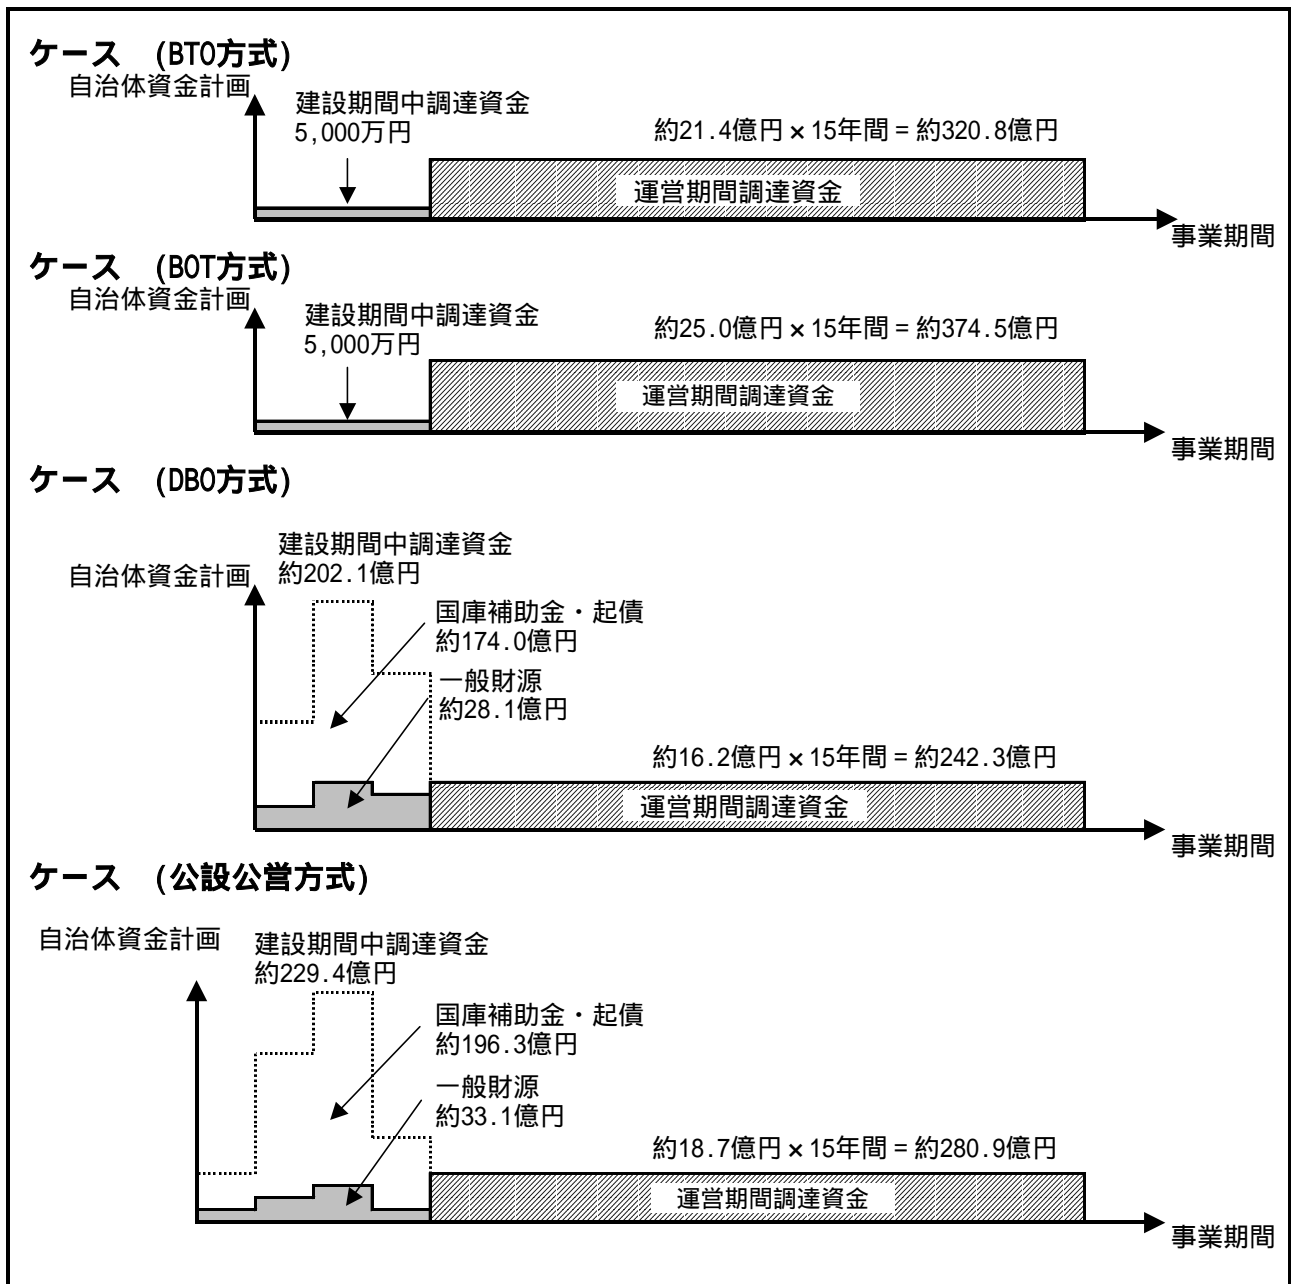 ケース (BTO方式)
自治体資金計画
建設期間中調達資金
5,000万円
約21.4億円×15年間=約320.8億円
運営期間調達資金
事業期間
ケース (BOT方式)
自治体資金計画
建設期間中調達資金
5,000万円
約25.0億円×15年間=約374.5億円
運営期間調達資金
事業期間
ケース (DBO方式)
建設期間中調達資金
約202.1億円
自治体資金計画
国庫補助金・起債
約174.0億円
一般財源
約28.1億円
約16.2億円×15年間=約242.3億円
運営期間調達資金
事業期間
ケース (公設公営方式)
自治体資金計画
建設期間中調達資金
約229.4億円
国庫補助金・起債
約196.3億円
一般財源
約33.1億円
約18.7億円×15年間=約280.9億円
運営期間調達資金
事業期間